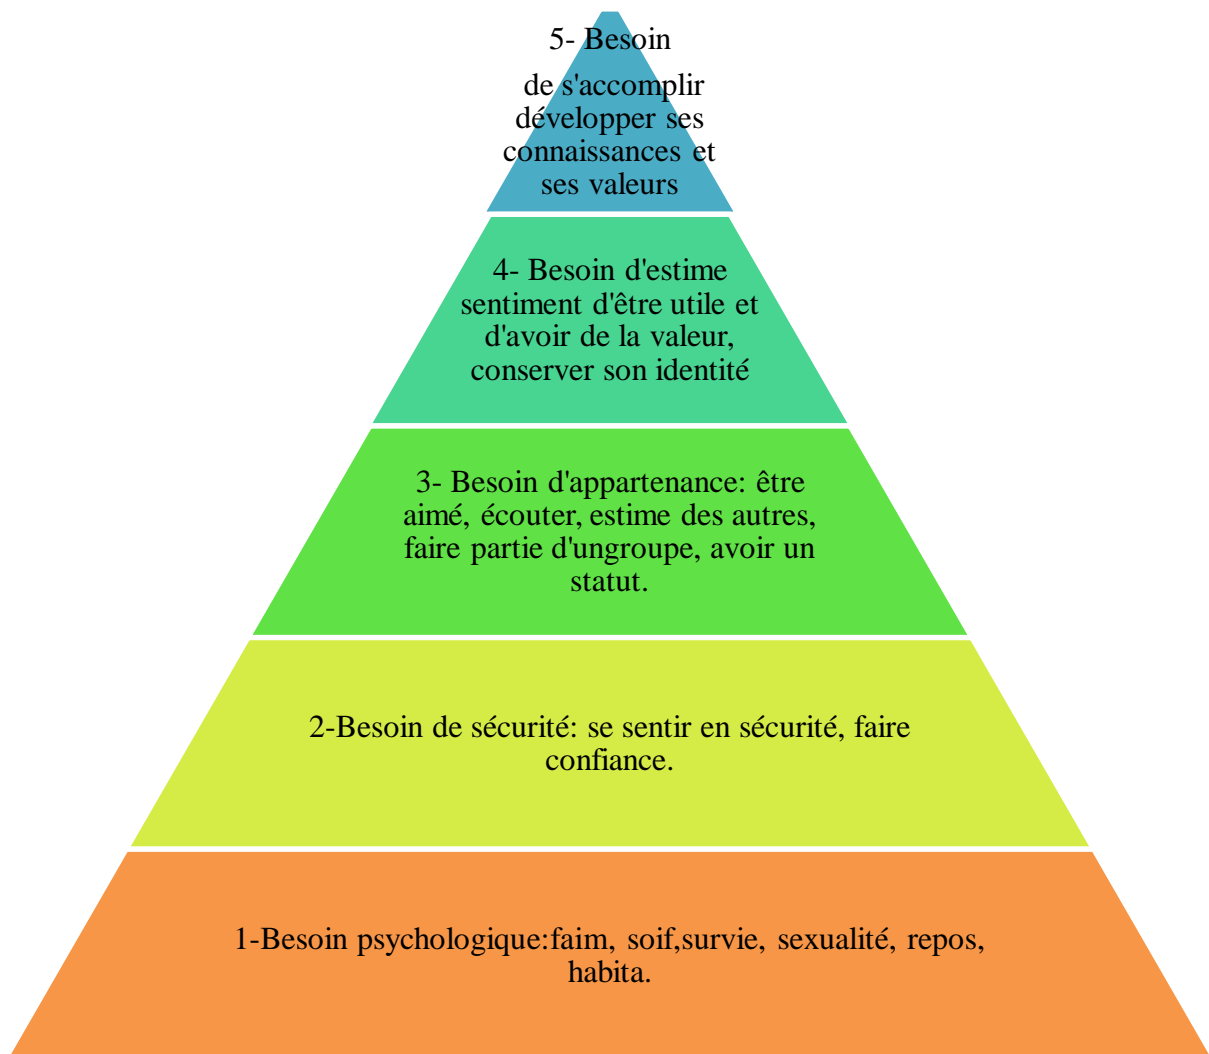 5- Besoin
de s'accomplir
développer ses
connaissances et
ses valeurs
4- Besoin d'estime
sentiment d'être utile et
d'avoir de la valeur,
conserver son identité
3- Besoin d'appartenance: être
aimé, écouter, estime des autres,
faire partie d'ungroupe, avoir un
statut.
2-Besoin de sécurité: se sentir en sécurité, faire
confiance.
1-Besoin psychologique:faim, soif,survie, sexualité, repos,
habita.